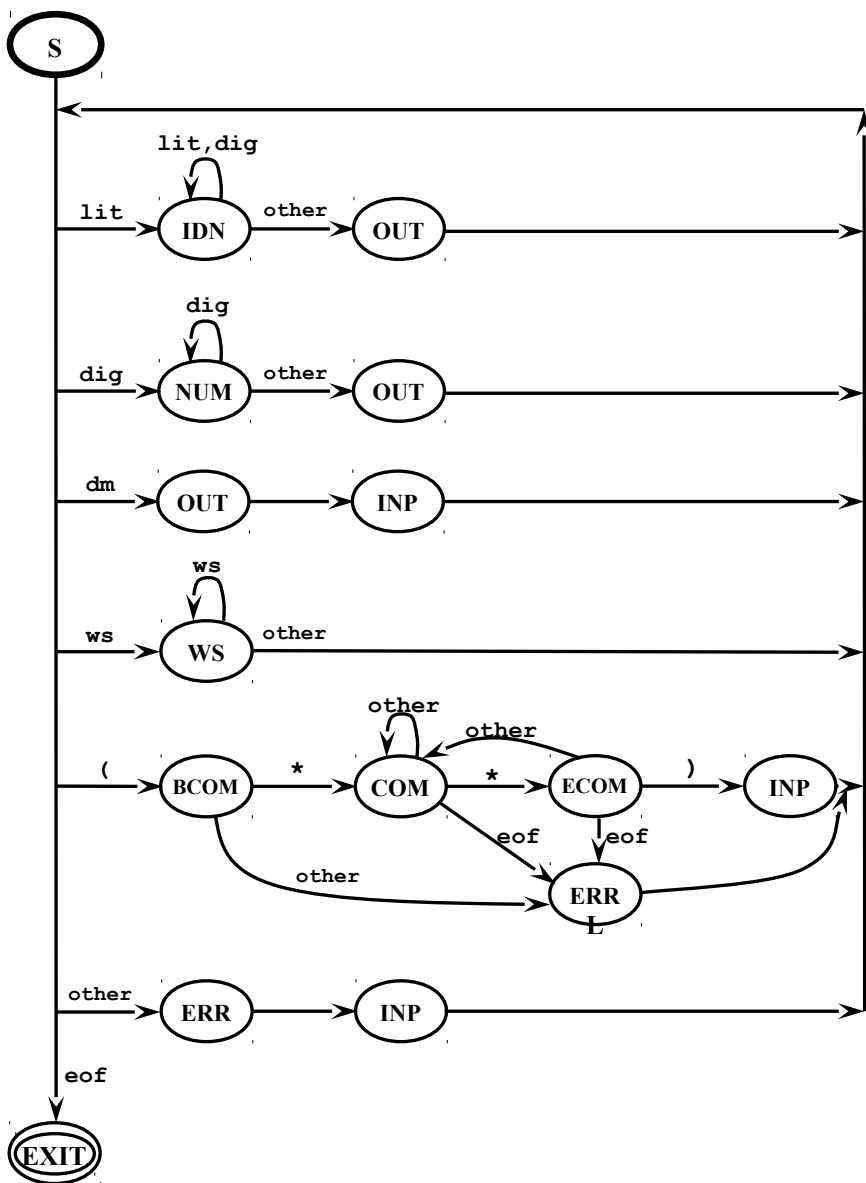 S
lit,dig
lit
IDN
other
OUT
dig
dig
NUM
other
OUT
dm
OUT
INP
ws
ws
WS
other
other
other
(
BCOM
*
COM
*
ECOM
)
INP
eof
eof
other
ERR
L
other
ERR
INP
eof
EXIT